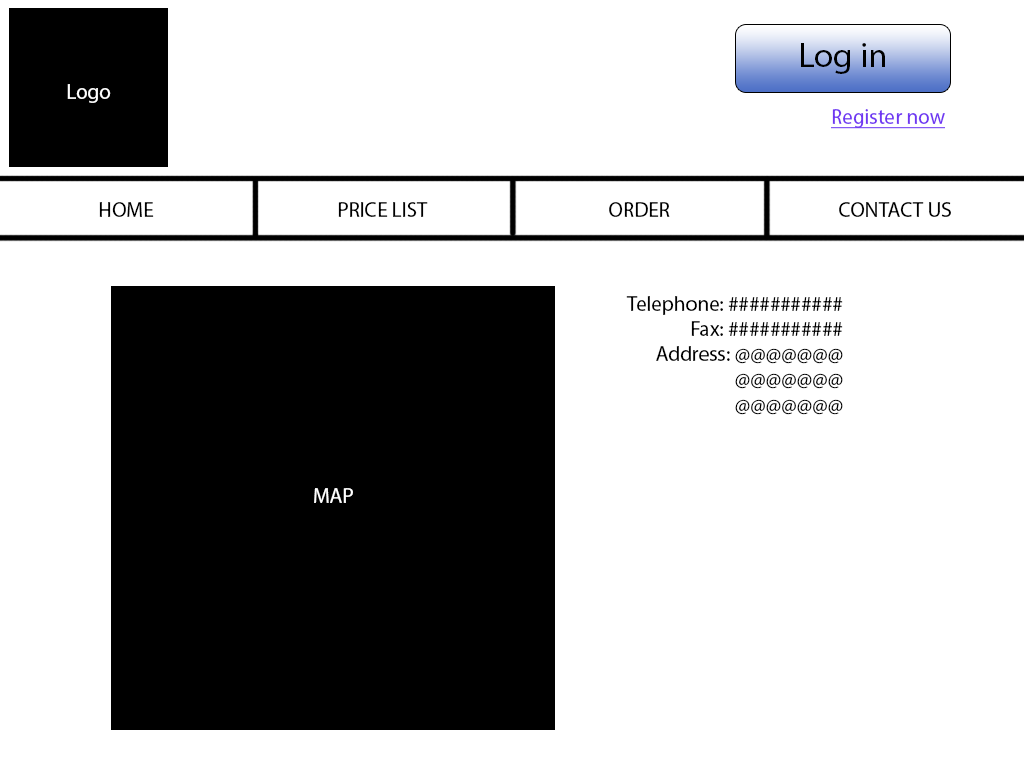 Logo
Log in
Register now
HOME
PRICE LIST
ORDER
CONTACT US
MAP
Telephone: ###########
Fax: ###########
Address: @@@@@@@
@@@@@@@
@@@@@@@